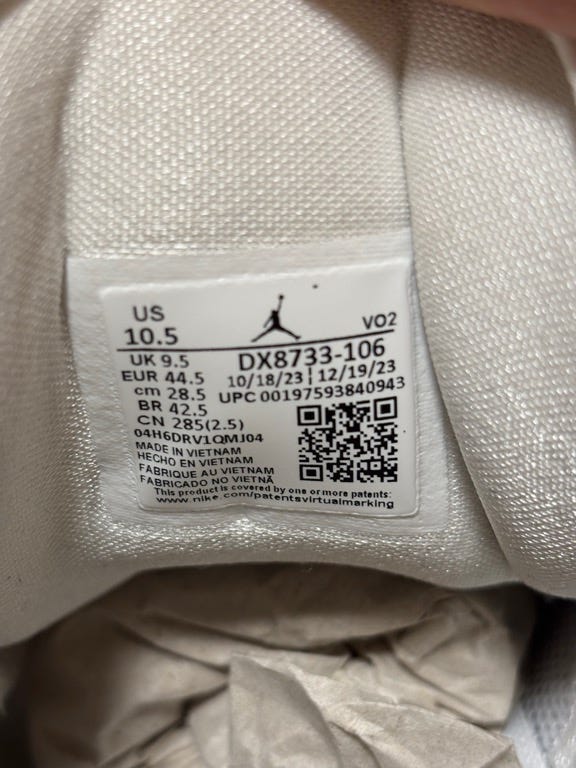 US
10.5
VO2
UK 9.5
DX8733-106
EUR 44.5
10/18/23 | 12/19/23
cm 28.5
UPC 00197593840943
BR 42.5
CN 285(2.5)
04H6DRV1QMJ04
MADE IN VIETNAM
HECHO EN VIETNAM
FABRIQUE AU VIETNAM
FABRICADO NO VIETNÃ
This product is covered by one or more patents:
www.nike.com/patentsvirtualmarking